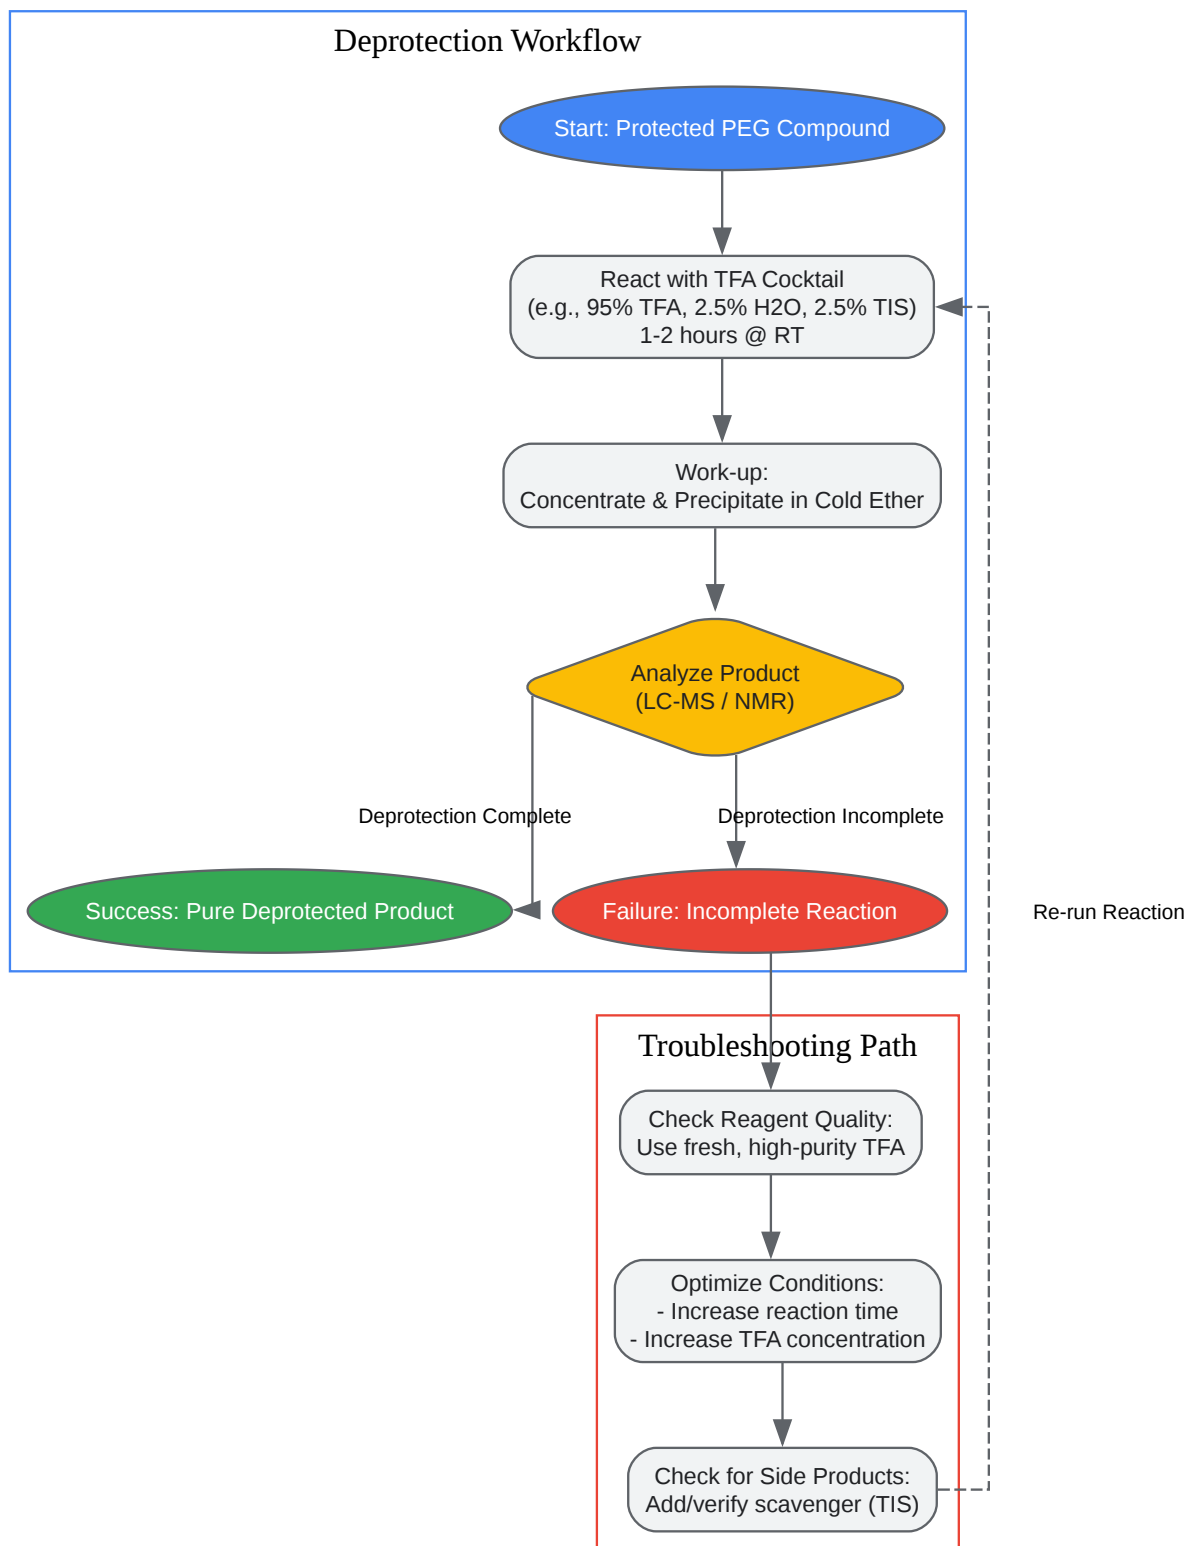 Deprotection Workflow
Start: Protected PEG Compound
React with TFA Cocktail
(e.g., 95% TFA, 2.5% H2O, 2.5% TIS)
1-2 hours @ RT
Work-up:
Concentrate & Precipitate in Cold Ether
Analyze Product
(LC-MS / NMR)
Deprotection Complete
Deprotection Incomplete
Success: Pure Deprotected Product
Failure: Incomplete Reaction
Re-run Reaction
Troubleshooting Path
Check Reagent Quality:
Use fresh, high-purity TFA
Optimize Conditions:
- Increase reaction time
- Increase TFA concentration
Check for Side Products:
Add/verify scavenger (TIS)